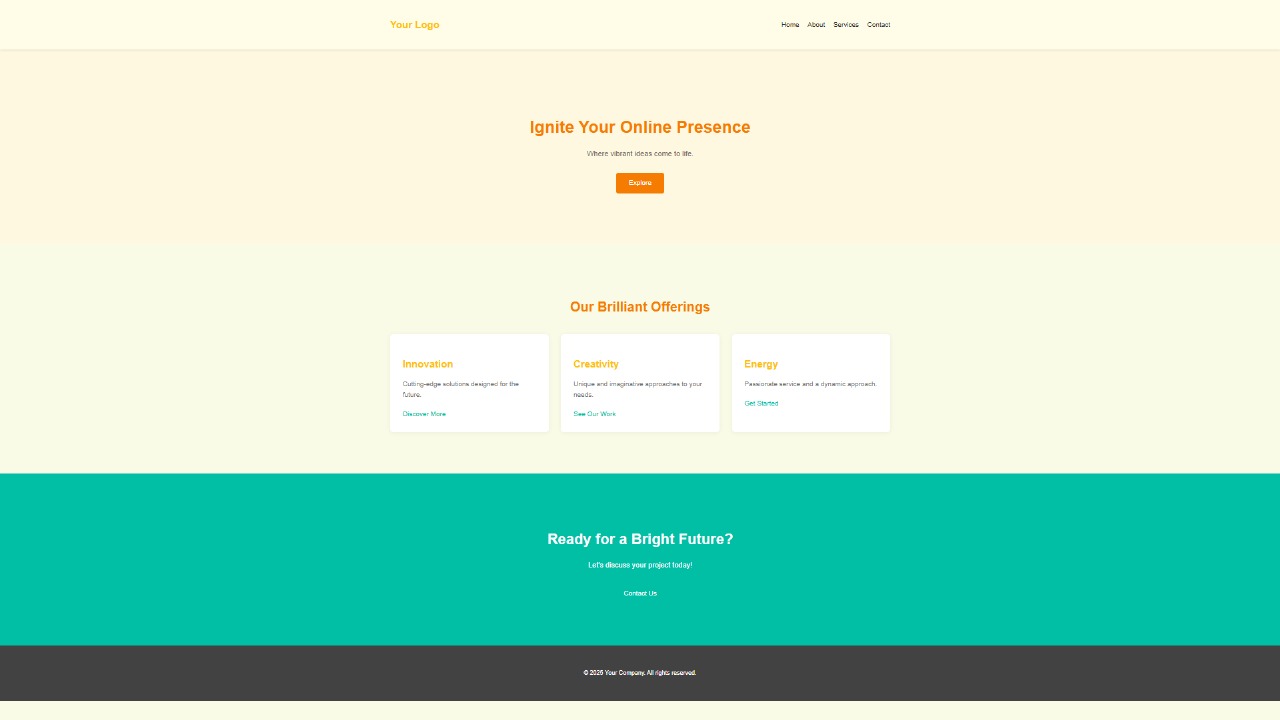 Your Logo
Home About Services Contact
Ignite Your Online Presence
Where vibrant ideas come to life.
Explore
Our Brilliant Offerings
Innovation
Cutting-edge solutions designed for the
future.
Discover More
Creativity
Unique and imaginative approaches to your
needs.
See Our Work
Energy
Passionate service and a dynamic approach.
Get Started
Ready for a Bright Future?
Let's discuss your project today!
Contact Us
© 2026 Your Company. All rights reserved.